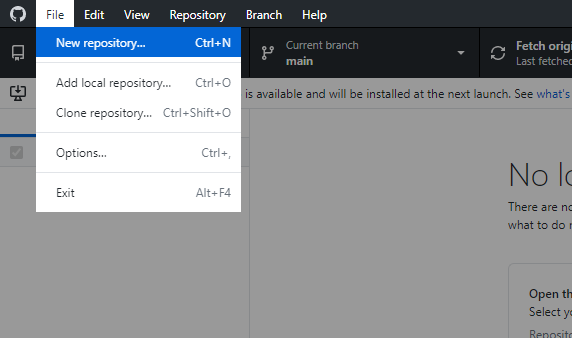 File Edit View Repository Branch Help
New repository... Ctrl+N
Add local repository... Ctrl+O
Clone repository... Ctrl+Shift+O
Options... Ctrl+,
Exit Alt+F4
Current branch
main
Fetch origi
Last fetched
is available and will be installed at the next launch. See what's
No lo
There are no
what to do n
Open th
Select yo
Reposito